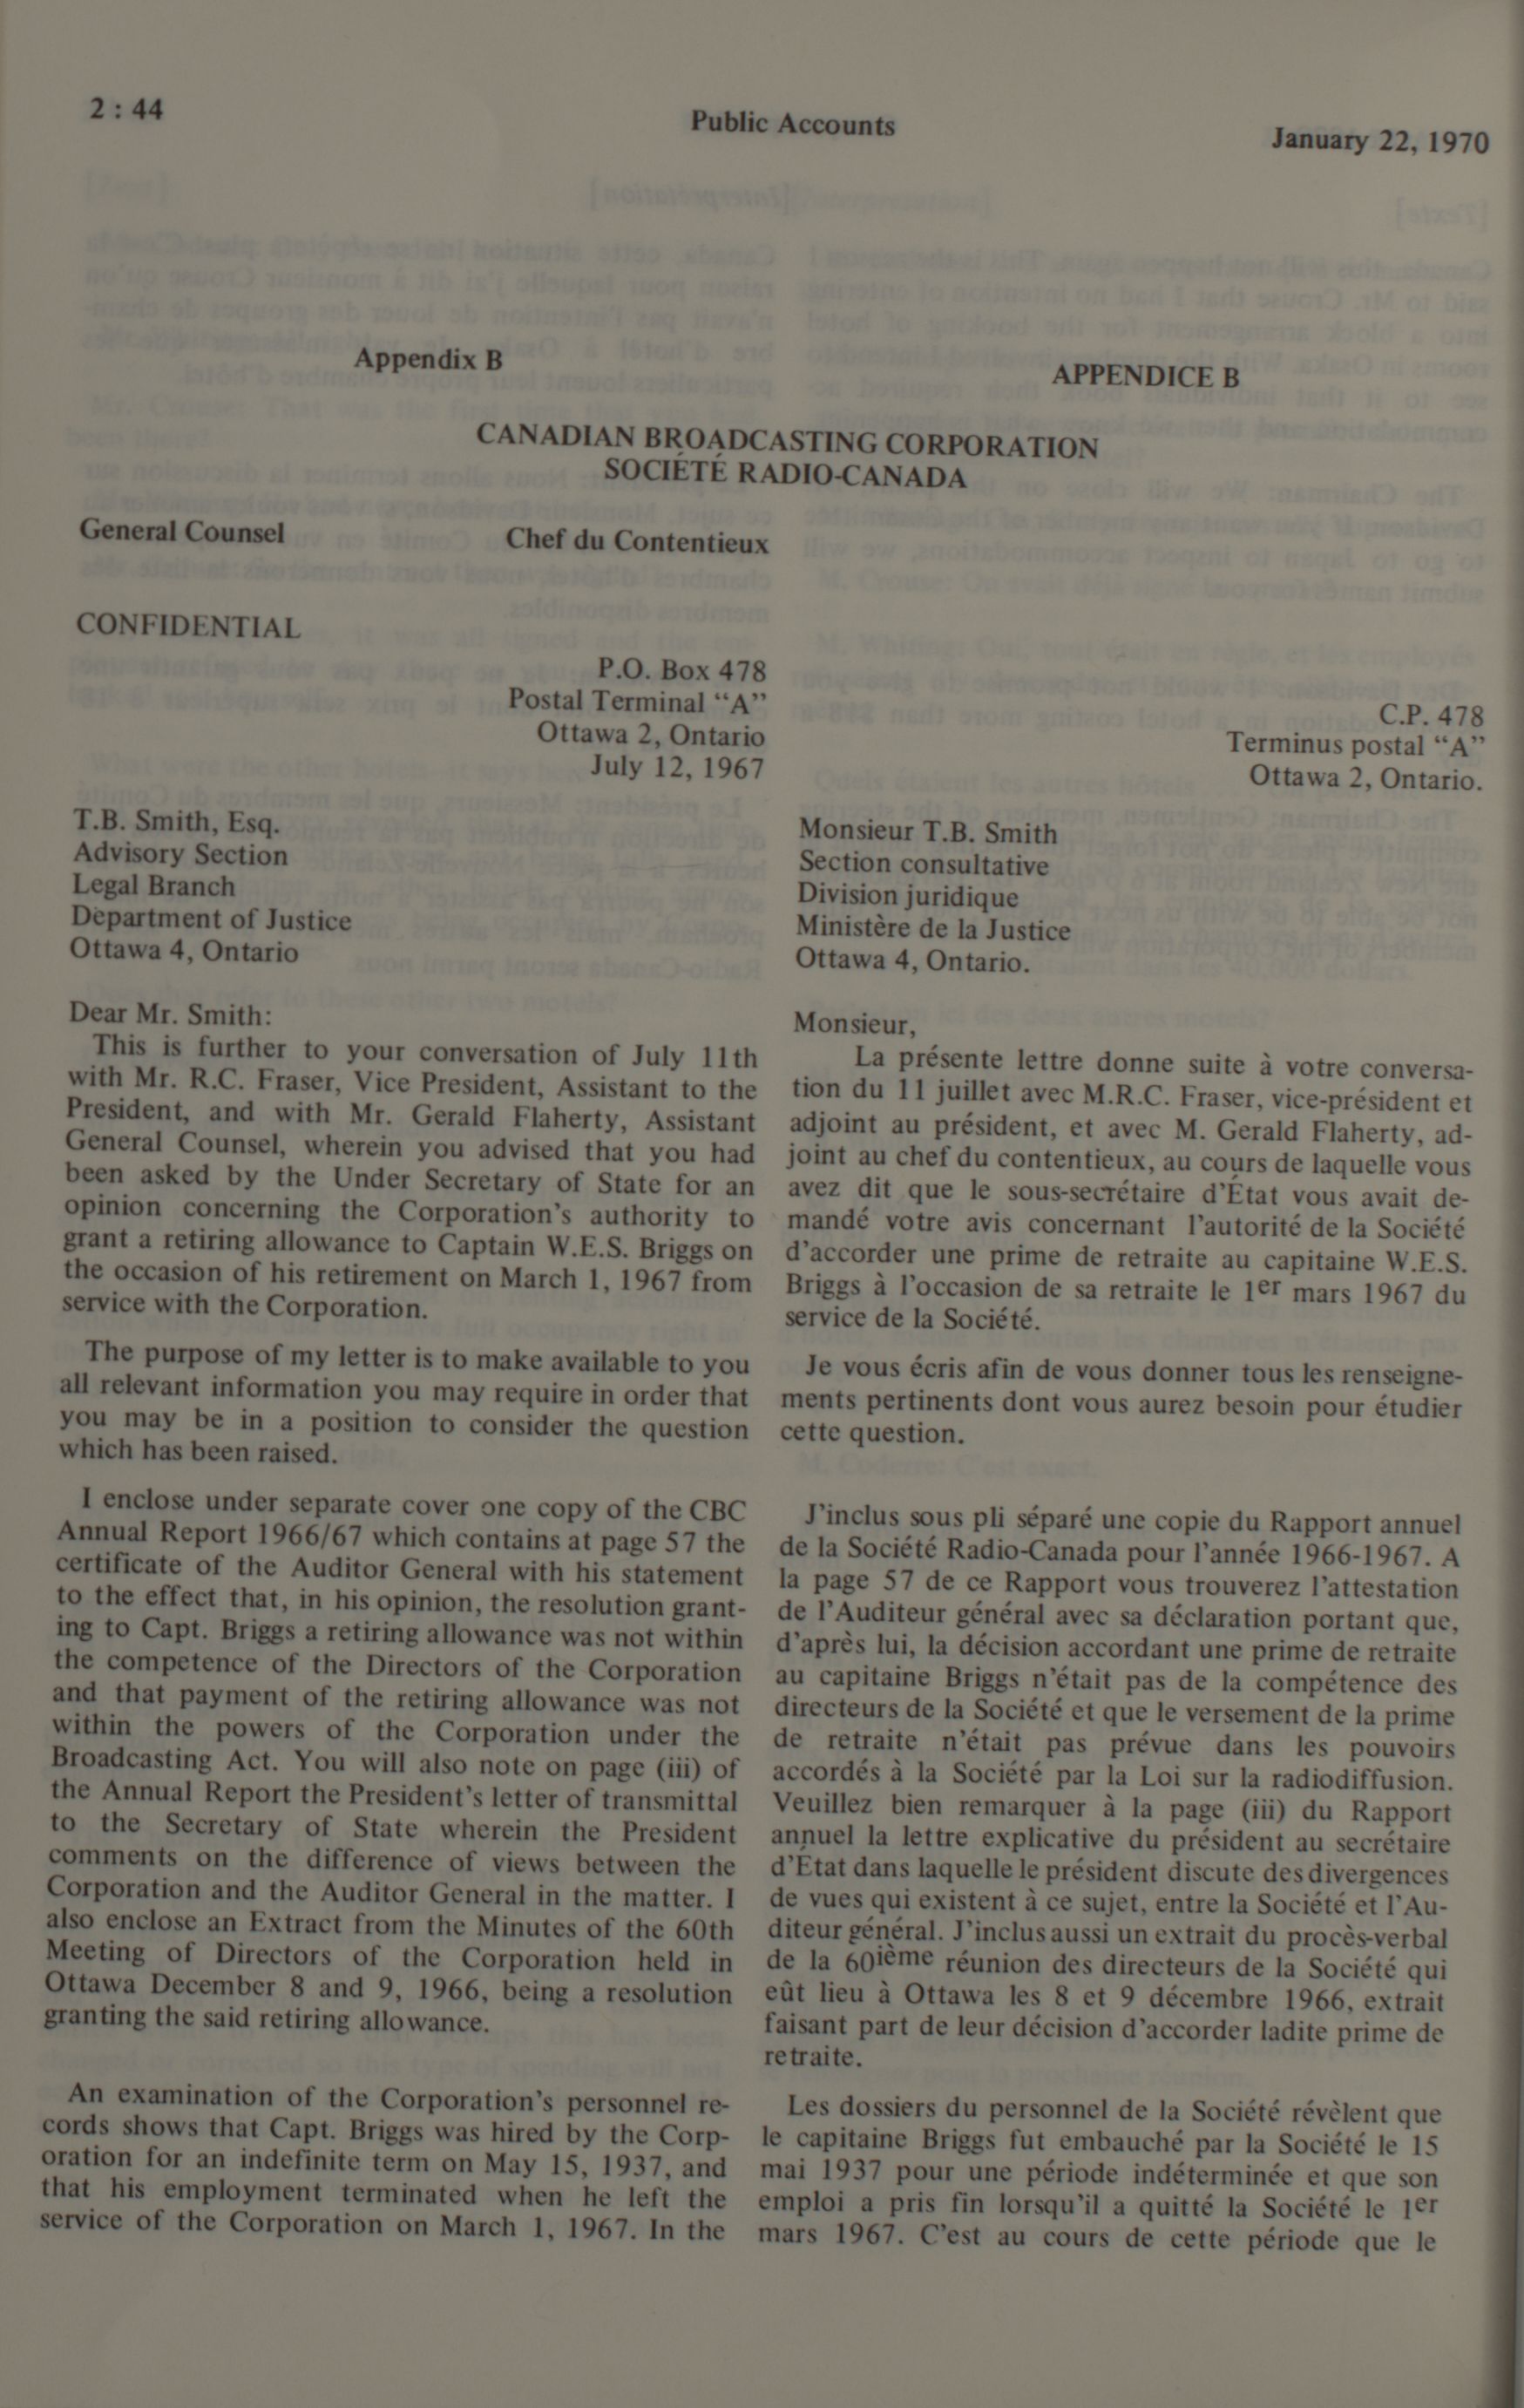 2 : 44
Public Accounts
January 22, 1970
Appendix B
APPENDICE B
CANADIAN BROADCASTING CORPORATION
SOCIÉTÉ RADIO-CANADA
General Counsel
Chef du Contentieux
CONFIDENTIAL
P.O. Box 478
Postal Terminal “A”
Ottawa 2, Ontario
July 12, 1967
T.B. Smith, Esq.
Advisory Section
Legal Branch
Department of Justice
Ottawa 4, Ontario
Dear Mr. Smith:
This is further to your conversation of July 11th
with Mr. R.C. Fraser, Vice President, Assistant to the
President, and with Mr. Gerald Flaherty, Assistant
General Counsel, wherein you advised that you had
been asked by the Under Secretary of State for an
opinion concerning the Corporation's authority to
grant a retiring allowance to Captain W.E.S. Briggs on
the occasion of his retirement on March 1, 1967 from
service with the Corporation.
The purpose of my letter is to make available to you
all relevant information you may require in order that
you may be in a position to consider the question
which has been raised.
I enclose under separate cover one copy of the CBC
Annual Report 1966/67 which contains at page 57 the
certificate of the Auditor General with his statement
to the effect that, in his opinion, the resolution grant-
ing to Capt. Briggs a retiring allowance was not within
the competence of the Directors of the Corporation
and that payment of the retiring allowance was not
within the powers of the Corporation under the
Broadcasting Act. You will also note on page (iii) of
the Annual Report the President's letter of transmittal
to the Secretary of State wherein the President
comments on the difference of views between the
Corporation and the Auditor General in the matter. I
also enclose an Extract from the Minutes of the 60th
Meeting of Directors of the Corporation held in
Ottawa December 8 and 9, 1966, being a resolution
granting the said retiring allowance.
An examination of the Corporation's personnel re-
cords shows that Capt. Briggs was hired by the Corp-
oration for an indefinite term on May 15, 1937, and
that his employment terminated when he left the
service of the Corporation on March 1, 1967. In the
C.P. 478
Terminus postal “A”
Ottawa 2, Ontario.
Monsieur T.B. Smith
Section consultative
Division juridique
Ministère de la Justice
Ottawa 4, Ontario.
Monsieur,
La présente lettre donne suite à votre conversa-
tion du 11 juillet avec M.R.C. Fraser, vice-président et
adjoint au président, et avec M. Gerald Flaherty, ad-
joint au chef du contentieux, au cours de laquelle vous
avez dit que le sous-secrétaire d'État vous avait de-
mandé votre avis concernant l'autorité de la Société
d'accorder une prime de retraite au capitaine W.E.S.
Briggs à l'occasion de sa retraite le 1er mars 1967 du
service de la Société.
Je vous écris afin de vous donner tous les renseigne-
ments pertinents dont vous aurez besoin pour étudier
cette question.
J'inclus sous pli séparé une copie du Rapport annuel
de la Société Radio-Canada pour l'année 1966-1967. A
la page 57 de ce Rapport vous trouverez l'attestation
de l'Auditeur général avec sa déclaration portant que,
d'après lui, la décision accordant une prime de retraite
au capitaine Briggs n'était pas de la compétence des
directeurs de la Société et que le versement de la prime
de retraite n'était pas prévue dans les pouvoirs
accordés à la Société par la Loi sur la radiodiffusion.
Veuillez bien remarquer à la page (iii) du Rapport
annuel la lettre explicative du président au secrétaire
d'État dans laquelle le président discute des divergences
de vues qui existent à ce sujet, entre la Société et l'Au-
diteur général. J'inclus aussi un extrait du procès-verbal
de la 60ième réunion des directeurs de la Société qui
eût lieu à Ottawa les 8 et 9 décembre 1966, extrait
faisant part de leur décision d'accorder ladite prime de
retraite.
Les dossiers du personnel de la Société révèlent que
le capitaine Briggs fut embauché par la Société le 15
mai 1937 pour une période indéterminée et que son
emploi a pris fin lorsqu'il a quitté la Société le 1er
mars 1967. C'est au cours de cette période que le